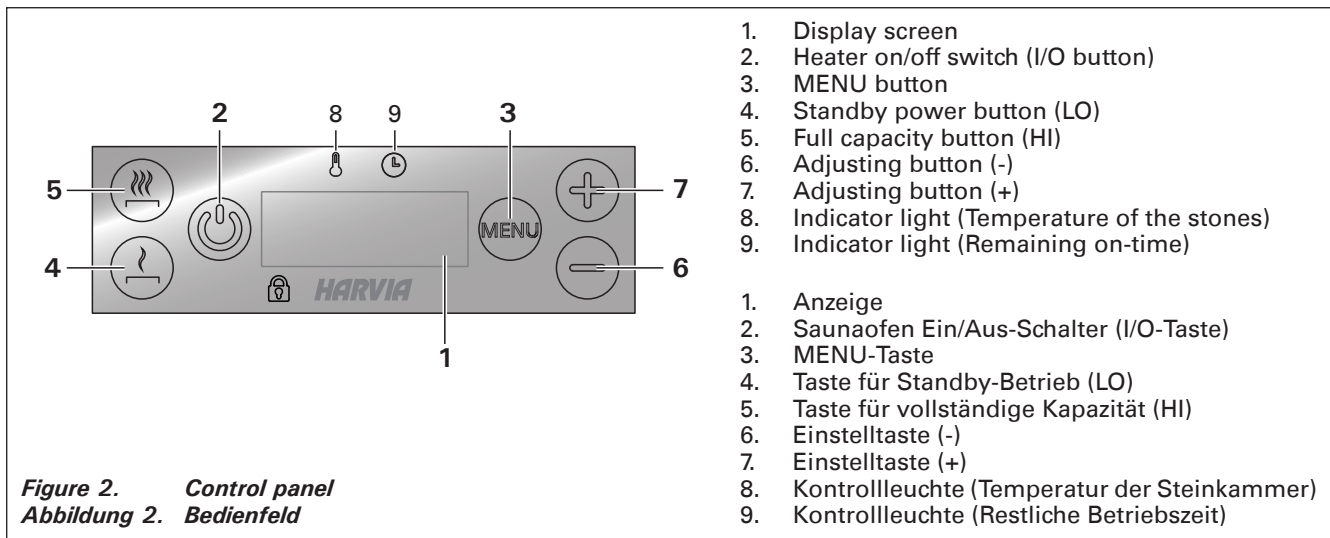 2 8 9 3
5 7
MENU
4 6
HARVIA
1
Figure 2. Control panel
Abbildung 2. Bedienfeld
1. Display screen
2. Heater on/off switch (I/O button)
3. MENU button
4. Standby power button (LO)
5. Full capacity button (HI)
6. Adjusting button (-)
7. Adjusting button (+)
8. Indicator light (Temperature of the stones)
9. Indicator light (Remaining on-time)
1. Anzeige
2. Saunaofen Ein/Aus-Schalter (I/O-Taste)
3. MENU-Taste
4. Taste für Standby-Betrieb (LO)
5. Taste für vollständige Kapazität (HI)
6. Einstelltaste (-)
7. Einstelltaste (+)
8. Kontrollleuchte (Temperatur der Steinkammer)
9. Kontrollleuchte (Restliche Betriebszeit)